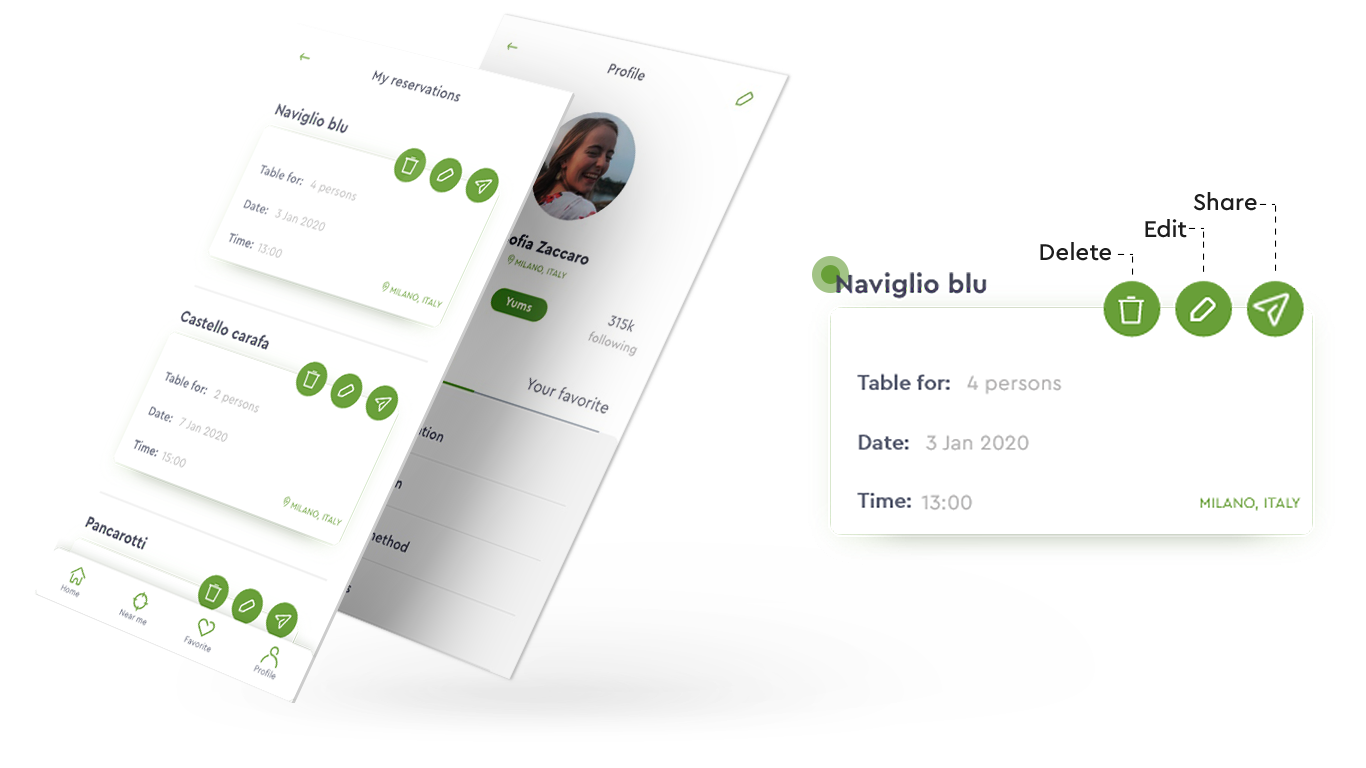 My reservations
Naviglio blu
Table for: 4 persons
Date: 3 Jan 2020
Time: 13:00
MILANO, ITALY
Castello carafa
Table for: 2 persons
Date: 7 Jan 2020
Time: 15:00
MILANO, ITALY
Pancarotti
Home
Near me
Favorite
Profile
Profile
ofia Zaccaro
MILANO, ITALY
Yums
315k
following
Your favorite
ation
n
nethod
s
Share
Edit
Delete
Naviglio blu
Table for: 4 persons
Date: 3 Jan 2020
Time: 13:00
MILANO, ITALY